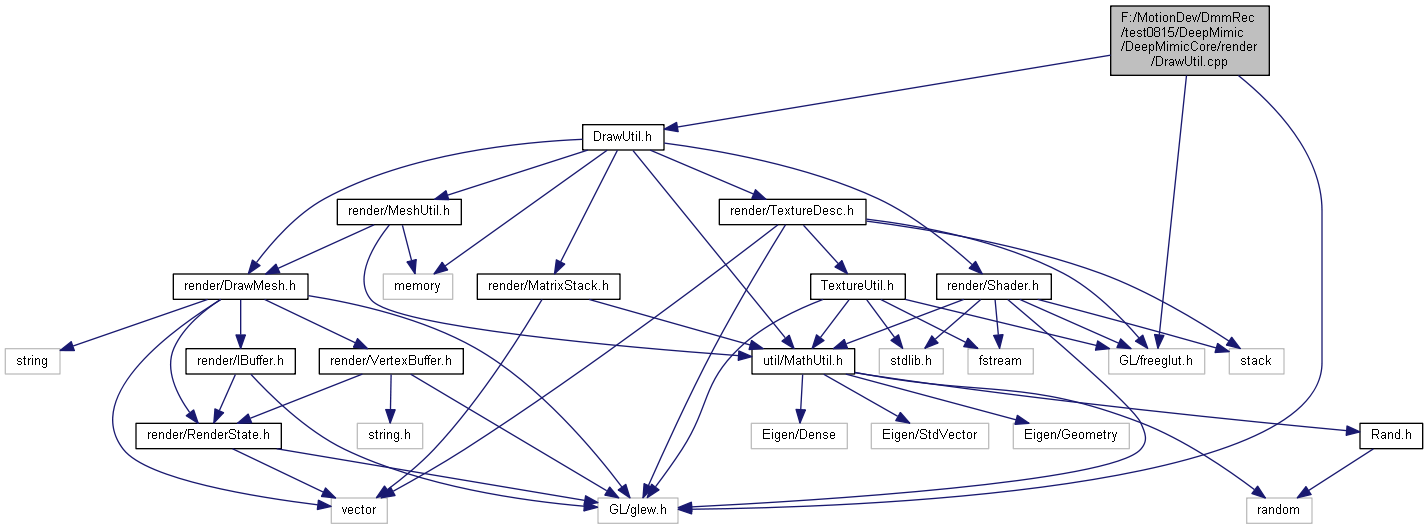 F:/MotionDev/DmmRec
/test0815/DeepMimic
/DeepMimicCore/render
/DrawUtil.cpp
DrawUtil.h
render/MeshUtil.h
render/TextureDesc.h
render/DrawMesh.h
memory
render/MatrixStack.h
TextureUtil.h
render/Shader.h
string
render/IBuffer.h
render/VertexBuffer.h
util/MathUtil.h
stdlib.h
fstream
GL/freeglut.h
stack
render/RenderState.h
string.h
Eigen/Dense
Eigen/StdVector
Eigen/Geometry
Rand.h
vector
GL/glew.h
random